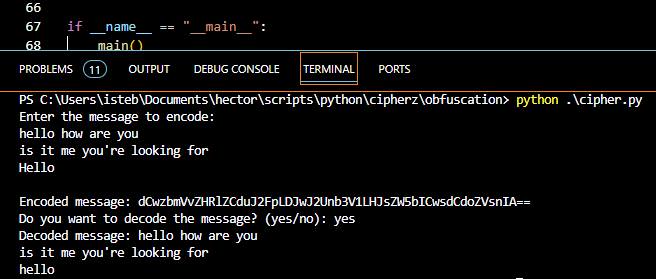 66
67 if __name__ == "__main__":
68 main()
PROBLEMS 11 OUTPUT DEBUG CONSOLE TERMINAL PORTS
PS C:\Users\isteb\Documents\hector\scripts\python\cipherz\obfuscation> python .\cipher.py
Enter the message to encode:
hello how are you
is it me you're looking for
Hello
Encoded message: dCwzbmVvZHRlZCduJ2FpLDJwJ2Unb3V1LHJsZW5bICwsdCdoZVsnIA==
Do you want to decode the message? (yes/no): yes
Decoded message: hello how are you
is it me you're looking for
hello